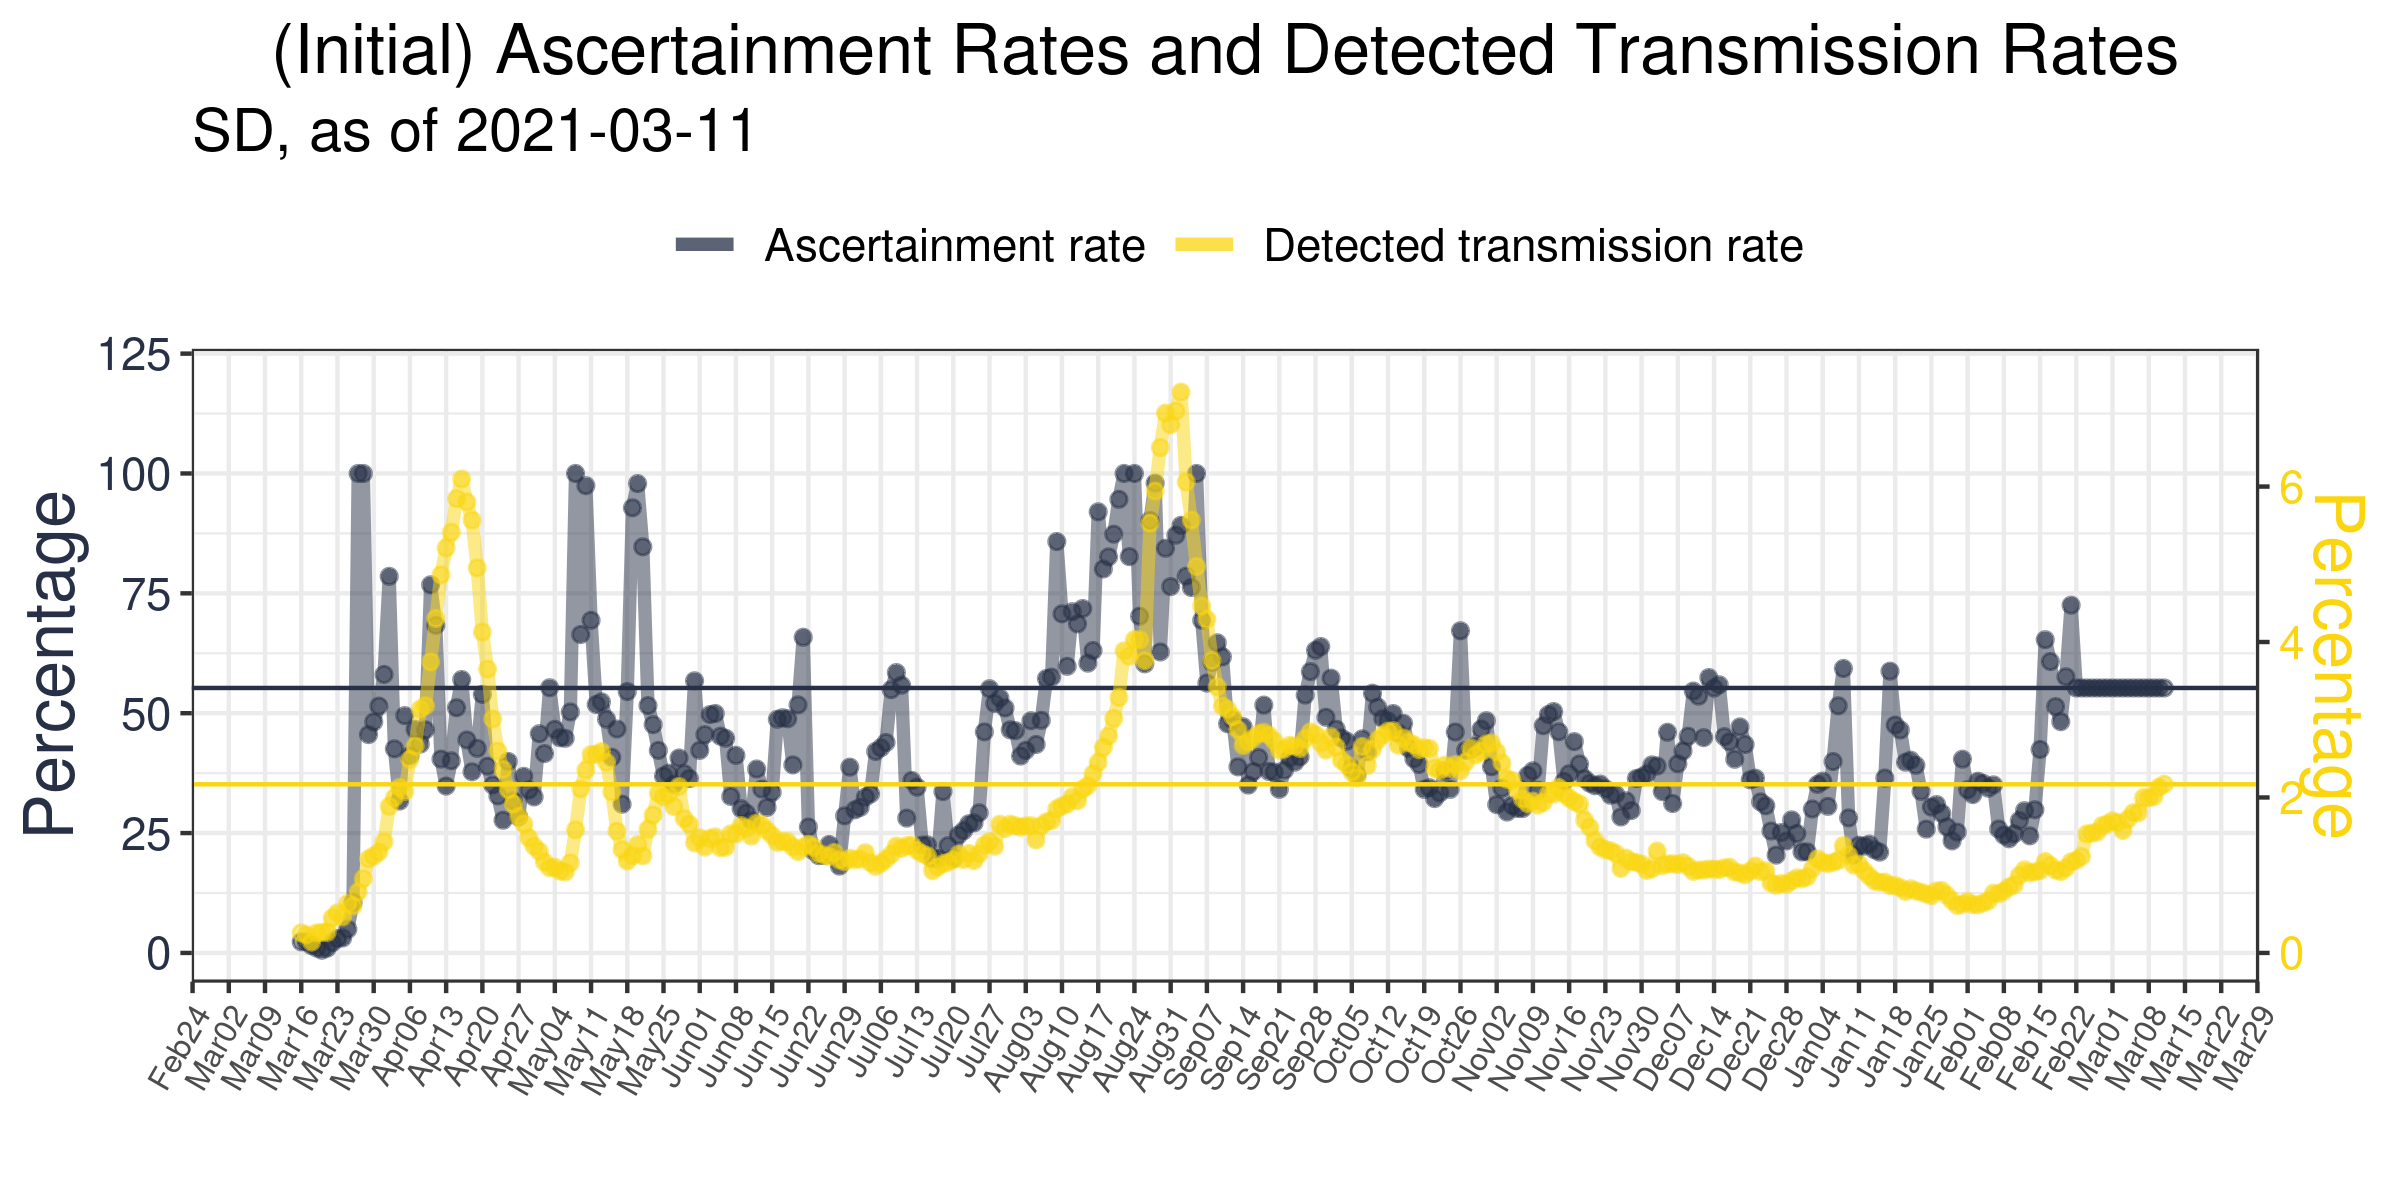 (Initial) Ascertainment Rates and Detected Transmission Rates
SD, as of 2021-03-11
Ascertainment rate
Detected transmission rate
125
100
75
50
25
0
Percentage
6
4
2
0
Percentage
Feb24
Mar02
Mar09
Mar16
Mar23
Mar30
Apr06
Apr13
Apr20
Apr27
May04
May11
May18
May25
Jun01
Jun08
Jun15
Jun22
Jun29
Jul06
Jul13
Jul20
Jul27
Aug03
Aug10
Aug17
Aug24
Aug31
Sep07
Sep14
Sep21
Sep28
Oct05
Oct12
Oct19
Oct26
Nov02
Nov09
Nov16
Nov23
Nov30
Dec07
Dec14
Dec21
Dec28
Jan04
Jan11
Jan18
Jan25
Feb01
Feb08
Feb15
Feb22
Mar01
Mar08
Mar15
Mar22
Mar29